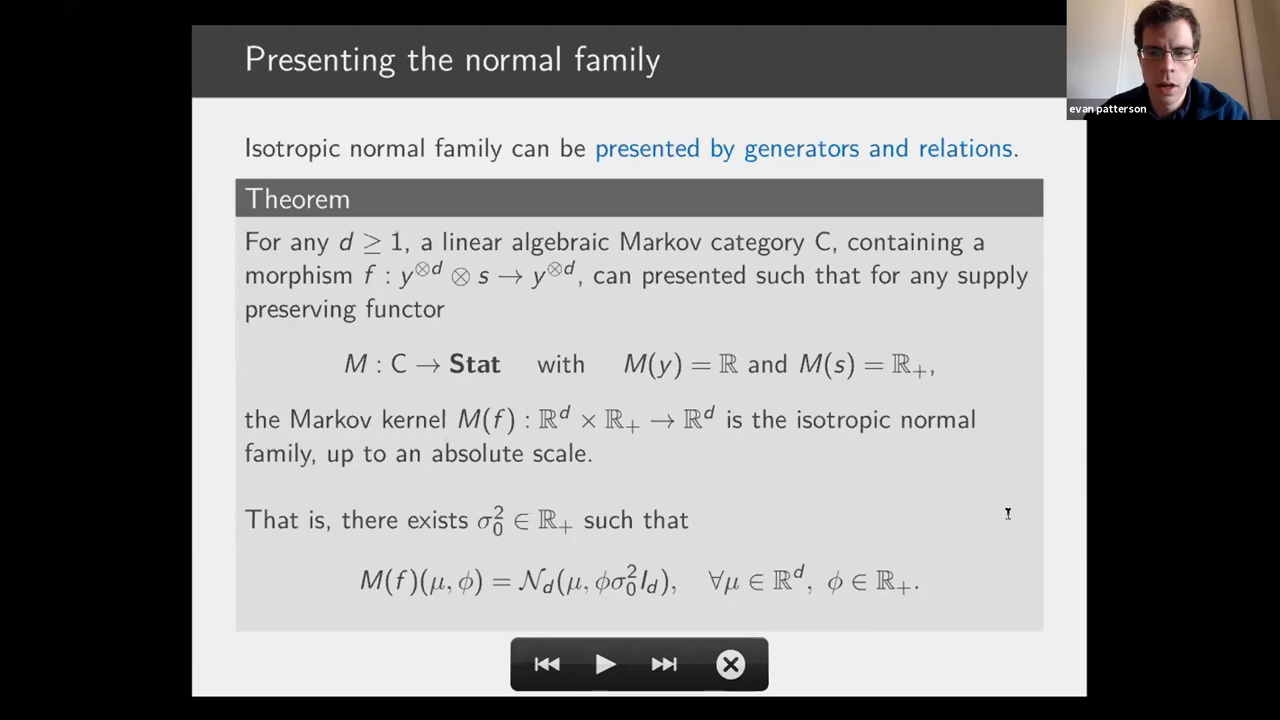 Presenting the normal family
evan patterson
Isotropic normal family can be presented by generators and relations.
Theorem
For any d ≥ 1, a linear algebraic Markov category C, containing a
morphism f : y^{⊗d} ⊗ s → y^{⊗d}, can presented such that for any supply
preserving functor
M : C → Stat with M(y) = ℝ and M(s) = ℝ₊,
the Markov kernel M(f) : ℝ^d × ℝ₊ → ℝ^d is the isotropic normal
family, up to an absolute scale.
That is, there exists σ₀² ∈ ℝ₊ such that
M(f)(μ, ϕ) = 𝒩_d(μ, ϕσ₀²I_d), ∀μ ∈ ℝ^d, ϕ ∈ ℝ₊.